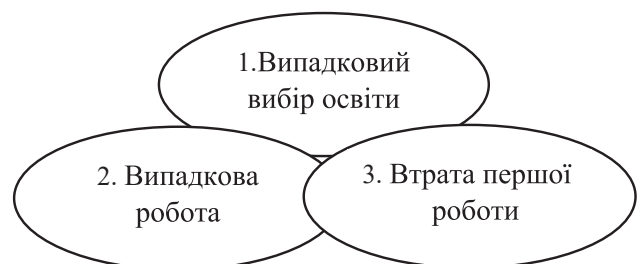 1.Випадковий
вибір освіти
2. Випадкова
робота
3. Втрата першої
роботи